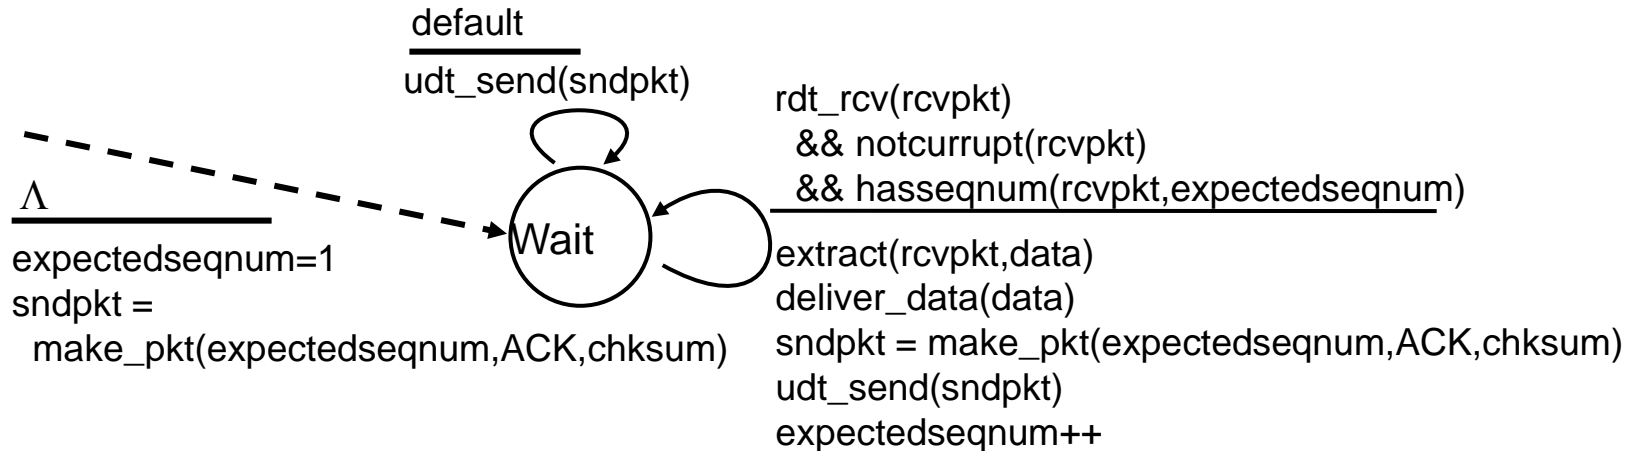 default
udt_send(sndpkt)
rdt_rcv(rcvpkt)
&& notcurrupt(rcvpkt)
&& hasseqnum(rcvpkt,expectedseqnum)
Λ
Wait
expectedseqnum=1
sndpkt =
make_pkt(expectedseqnum,ACK,chksum)
extract(rcvpkt,data)
deliver_data(data)
sndpkt = make_pkt(expectedseqnum,ACK,chksum)
udt_send(sndpkt)
expectedseqnum++